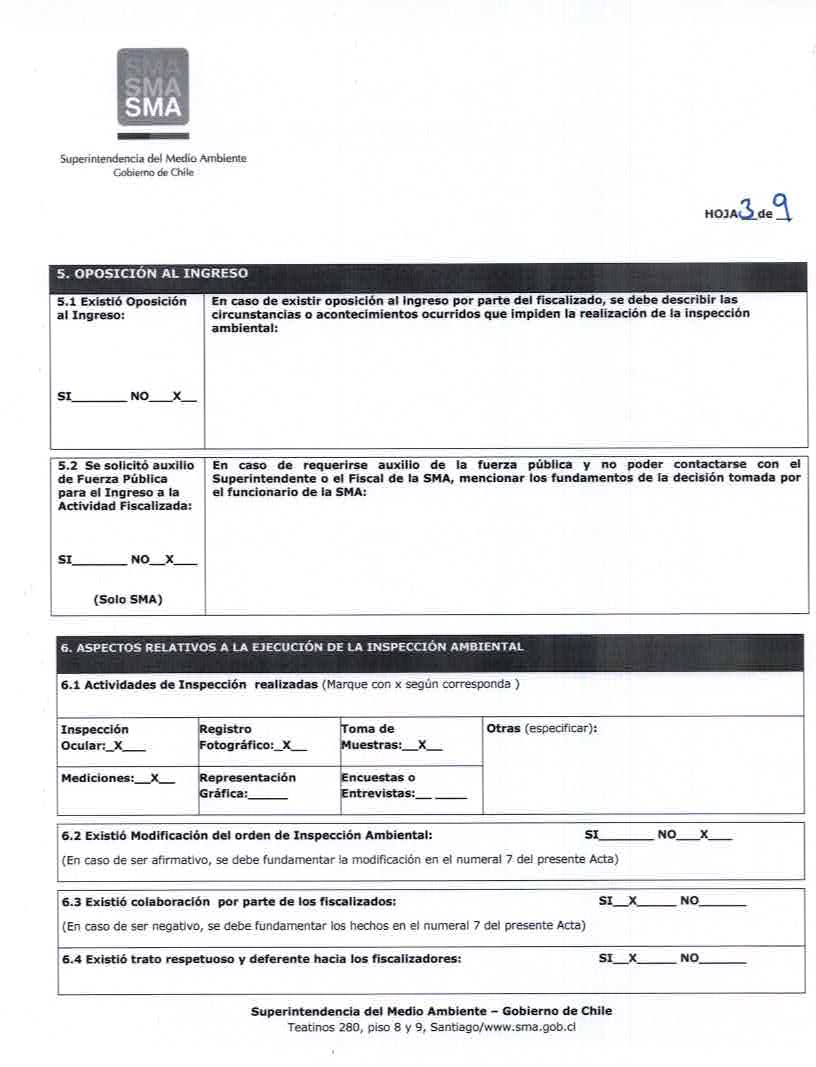 SMA
SMA
SMA
Superintendencia del Medio Ambiente
Gobierno de Chile
HOJA 3 de 9
5. OPOSICIÓN AL INGRESO
5.1 Existió Oposición
al Ingreso:
SI________ NO___X__
En caso de existir oposición al ingreso por parte del fiscalizado, se debe describir las
circunstancias o acontecimientos ocurridos que impiden la realización de la inspección
ambiental:
5.2 Se solicitó auxilio
de Fuerza Pública
para el Ingreso a la
Actividad Fiscalizada:
SI________ NO__X___
(Solo SMA)
En caso de requerirse auxilio de la fuerza pública y no poder contactarse con el
Superintendente o el Fiscal de la SMA, mencionar los fundamentos de la decisión tomada por
el funcionario de la SMA:
6. ASPECTOS RELATIVOS A LA EJECUCIÓN DE LA INSPECCIÓN AMBIENTAL
6.1 Actividades de Inspección realizadas (Marque con x según corresponda )
Inspección
Ocular:_X___
Registro
Fotográfico:_X__
Toma de
Muestras:__X__
Otras (especificar):
Mediciones:__X__
Representación
Gráfica:______
Encuestas o
Entrevistas:__ _____
6.2 Existió Modificación del orden de Inspección Ambiental: SI________ NO___X___
(En caso de ser afirmativo, se debe fundamentar la modificación en el numeral 7 del presente Acta)
6.3 Existió colaboración por parte de los fiscalizados: SI__X_____ NO_______
(En caso de ser negativo, se debe fundamentar los hechos en el numeral 7 del presente Acta)
6.4 Existió trato respetuoso y deferente hacia los fiscalizadores: SI__X_____ NO_______
Superintendencia del Medio Ambiente – Gobierno de Chile
Teatinos 280, piso 8 y 9, Santiago/www.sma.gob.cl